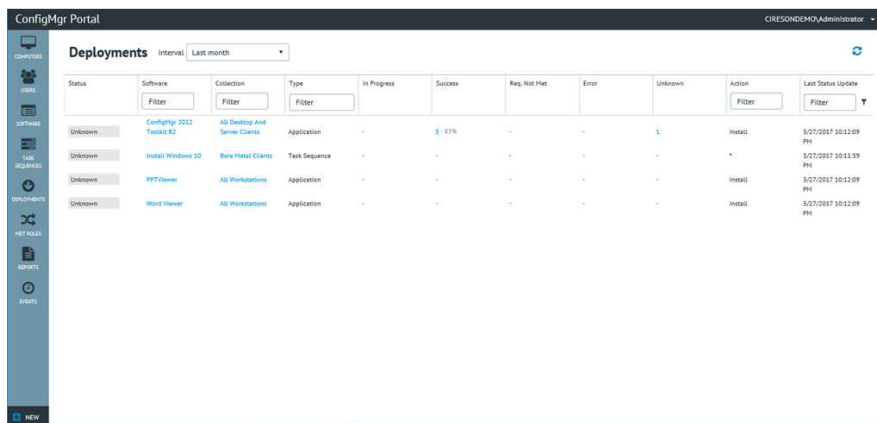 ConfigMgr Portal
CIRESONDEMO\Administrator
COMPUTERS
USERS
SOFTWARE
TASK
SEQUENCES
DEPLOYMENTS
MET ROLES
REPORTS
EVENTS
NEW
Deployments Interval Last month
Status Software Collection Type In Progress Success Req. Not Met Error Unknown Action Last Status Update
Filter Filter Filter Filter Filter
Unknown ConfigMgr 2012 All Desktop And Application - 5 83% - - 1 Install 3/27/2017 10:12:09
Toolkit R2 Server Clients PM
Unknown Install Windows 10 Bare Metal Clients Task Sequence - - - - - * 3/27/2017 10:11:39
PM
Unknown PPTViewer All Workstations Application - - - - - Install 3/27/2017 10:12:09
PM
Unknown Word Viewer All Workstations Application - - - - - Install 3/27/2017 10:12:09
PM